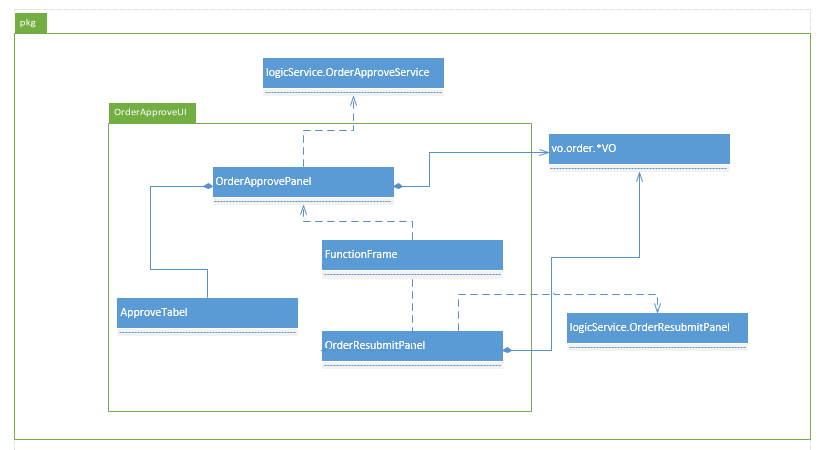 pkg
logicService.OrderApproveService
OrderApproveUI
vo.order.*VO
OrderApprovePanel
FunctionFrame
ApproveTabel
logicService.OrderResubmitPanel
OrderResubmitPanel